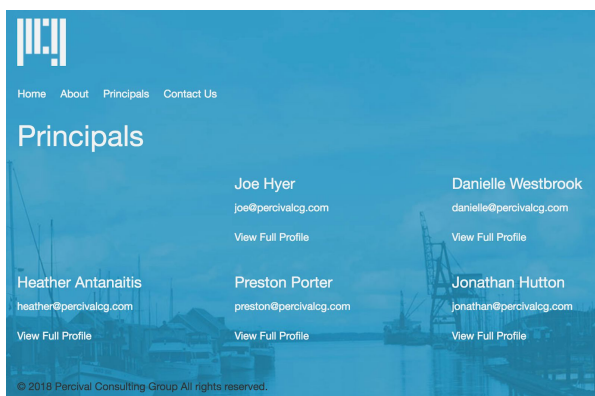 Home About Principals Contact Us
Principals
Joe Hyer
joe@percivalcg.com
View Full Profile
Danielle Westbrook
danielle@percivalcg.com
View Full Profile
Heather Antanaitis
heather@percivalcg.com
View Full Profile
Preston Porter
preston@percivalcg.com
View Full Profile
Jonathan Hutton
jonathan@percivalcg.com
View Full Profile
© 2018 Percival Consulting Group All rights reserved.